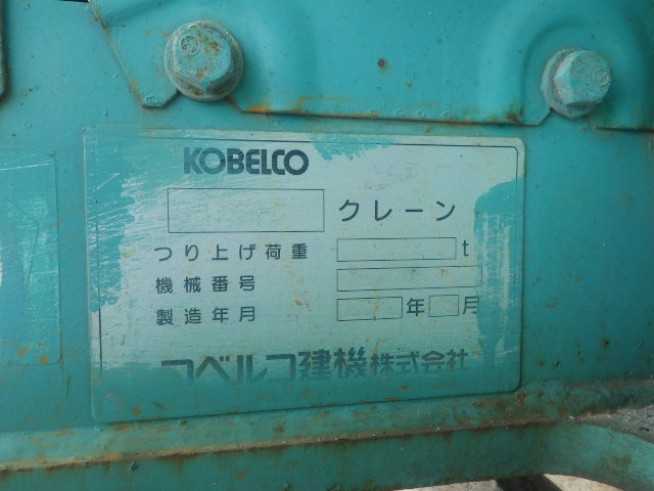 KOBELCO
クレーン
つり上げ荷重 t
機械番号
製造年月 年 月
コベルコ建機株式会社